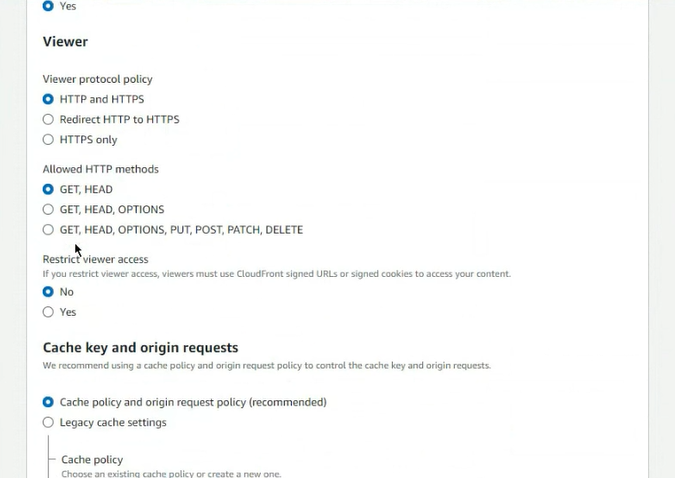 Yes
Viewer
Viewer protocol policy
HTTP and HTTPS
Redirect HTTP to HTTPS
HTTPS only
Allowed HTTP methods
GET, HEAD
GET, HEAD, OPTIONS
GET, HEAD, OPTIONS, PUT, POST, PATCH, DELETE
Restrict viewer access
If you restrict viewer access, viewers must use CloudFront signed URLs or signed cookies to access your content.
No
Yes
Cache key and origin requests
We recommend using a cache policy and origin request policy to control the cache key and origin requests.
Cache policy and origin request policy (recommended)
Legacy cache settings
Cache policy
Choose an existing cache policy or create a new one.